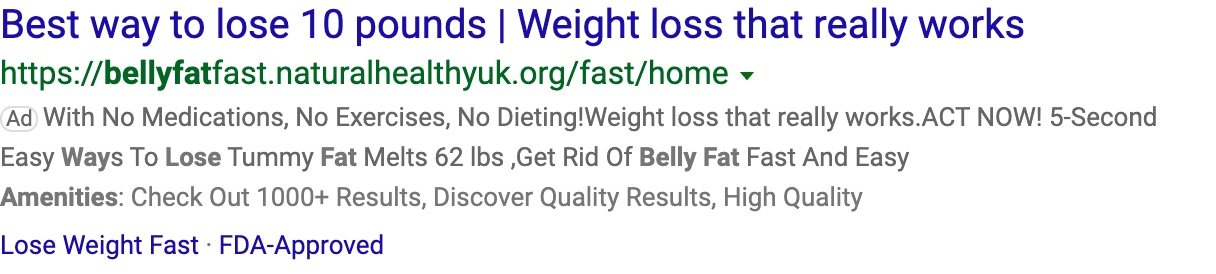 Best way to lose 10 pounds | Weight loss that really works
https://bellyfatfast.naturalhealthyuk.org/fast/home
Ad With No Medications, No Exercises, No Dieting!Weight loss that really works.ACT NOW! 5-Second
Easy Ways To Lose Tummy Fat Melts 62 lbs ,Get Rid Of Belly Fat Fast And Easy
Amenities: Check Out 1000+ Results, Discover Quality Results, High Quality
Lose Weight Fast · FDA-Approved